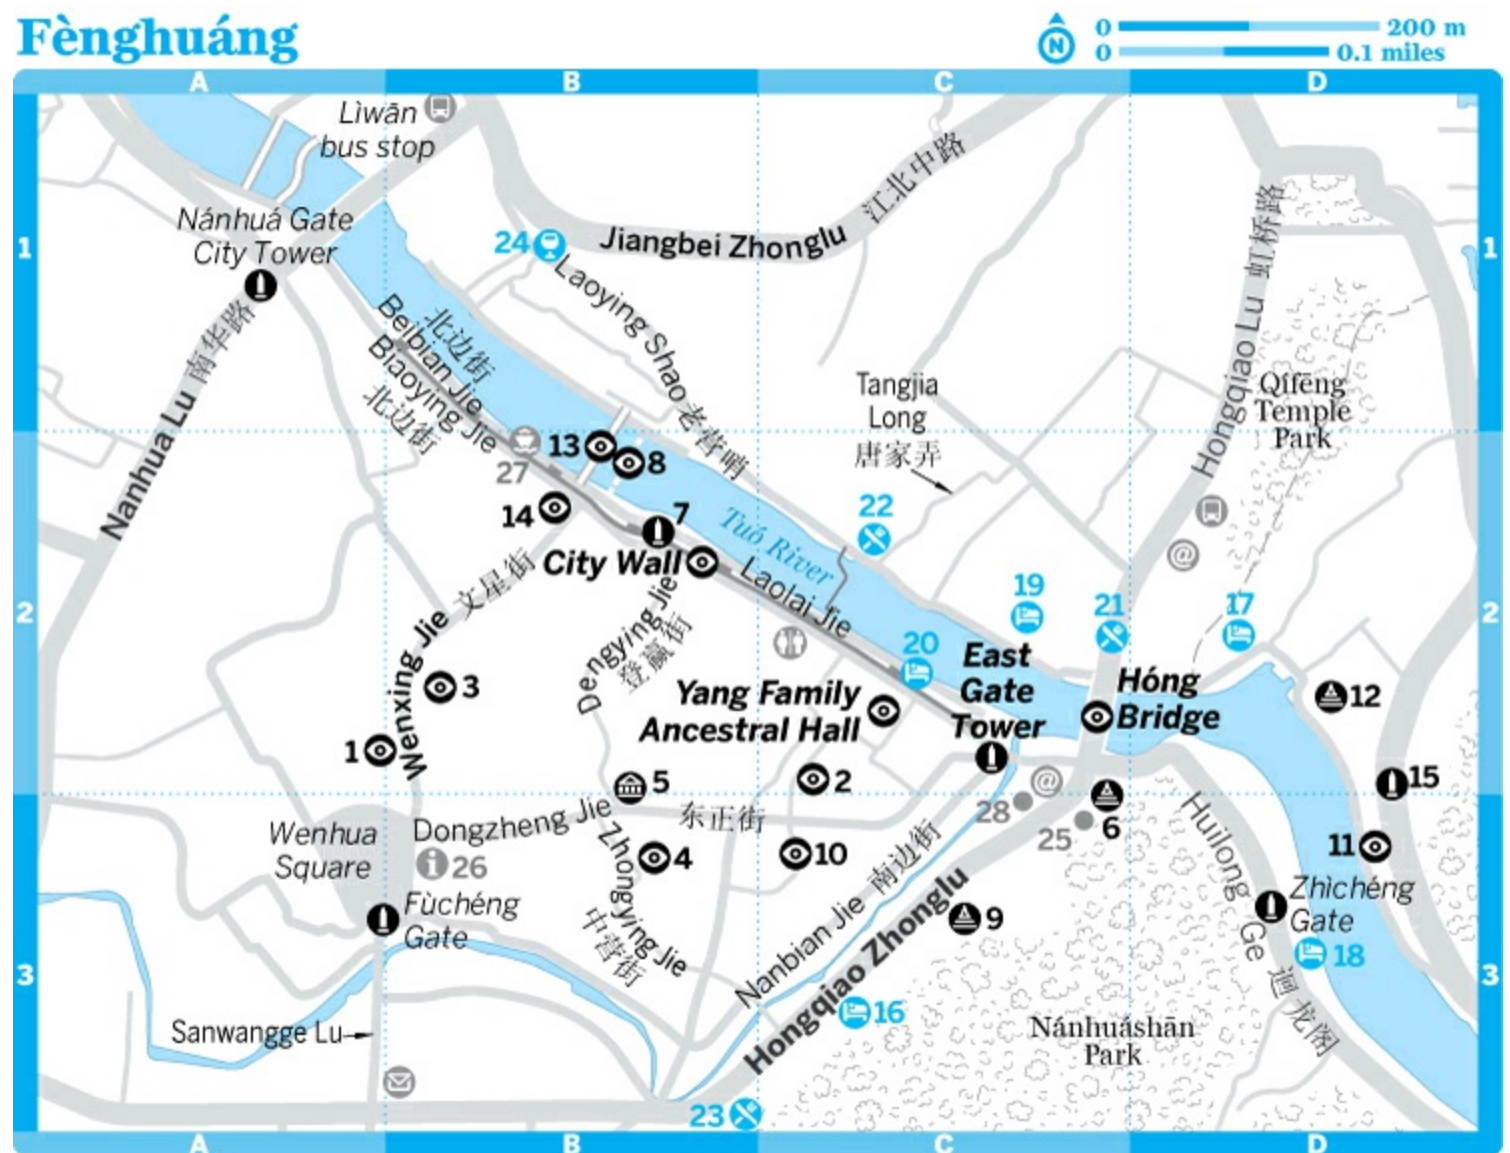 Fènghuáng
N
0 200 m
0 0.1 miles
A B C D
Lìwān
bus stop
江北中路
Jiangbei Zhonglu
虹桥路
Hongqiao Lu
Nánhuá Gate
City Tower
1
1
24
Laoying Shao 老营哨
Beibian Jie
北边街
Biaoying Jie
北边街
Nanhua Lu 南华路
Tangjia
Long
唐家弄
Qífēng
Temple
Park
13
8
27
14
7
22
City Wall
Tuó River
Laolai Jie
@
Wenxing Jie 文星街
Dengying Jie
登瀛街
2
2
19
21
17
20
East
Gate
Tower
Hóng
Bridge
12
3
Yang Family
Ancestral Hall
1
5
2
@
15
28
25
6
Dongzheng Jie 东正街
Wenhua
Square
26
4
10
11
Zhongying Jie
中营街
Nanbian Jie 南边街
Hongqiao Zhonglu
Huilong Ge 迴龙阁
Zhìchéng
Gate
Fùchéng
Gate
9
18
3
3
16
Sanwangge Lu
Nánhuáshān
Park
23
A B C D